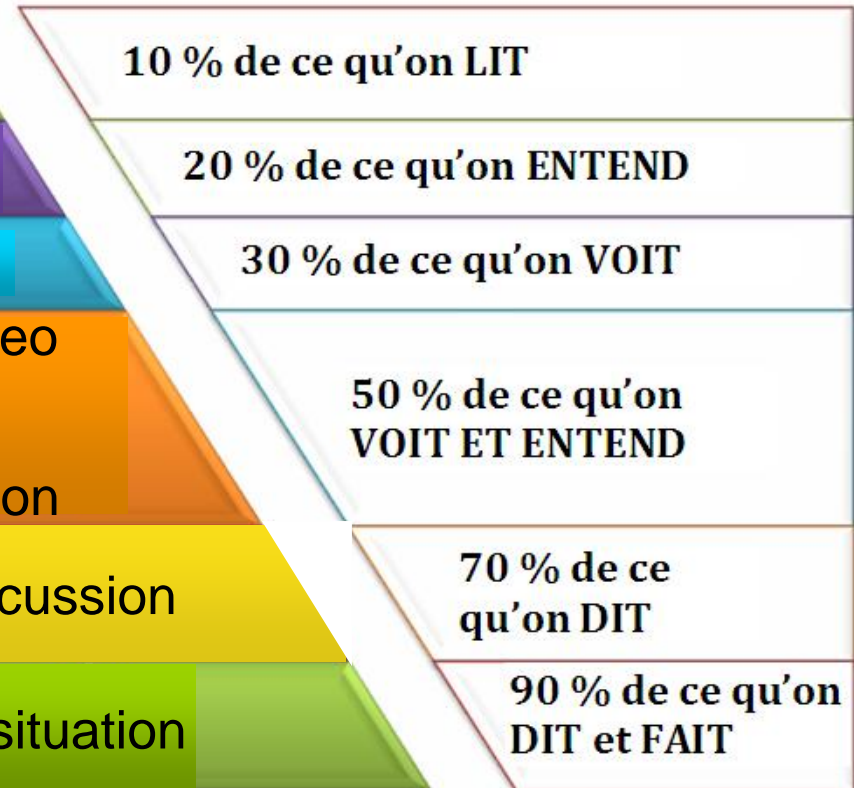 10 % de ce qu’on LIT
20 % de ce qu’on ENTEND
30 % de ce qu’on VOIT
eo
50 % de ce qu’on
VOIT ET ENTEND
on
70 % de ce
qu’on DIT
cussion
90 % de ce qu’on
DIT et FAIT
situation